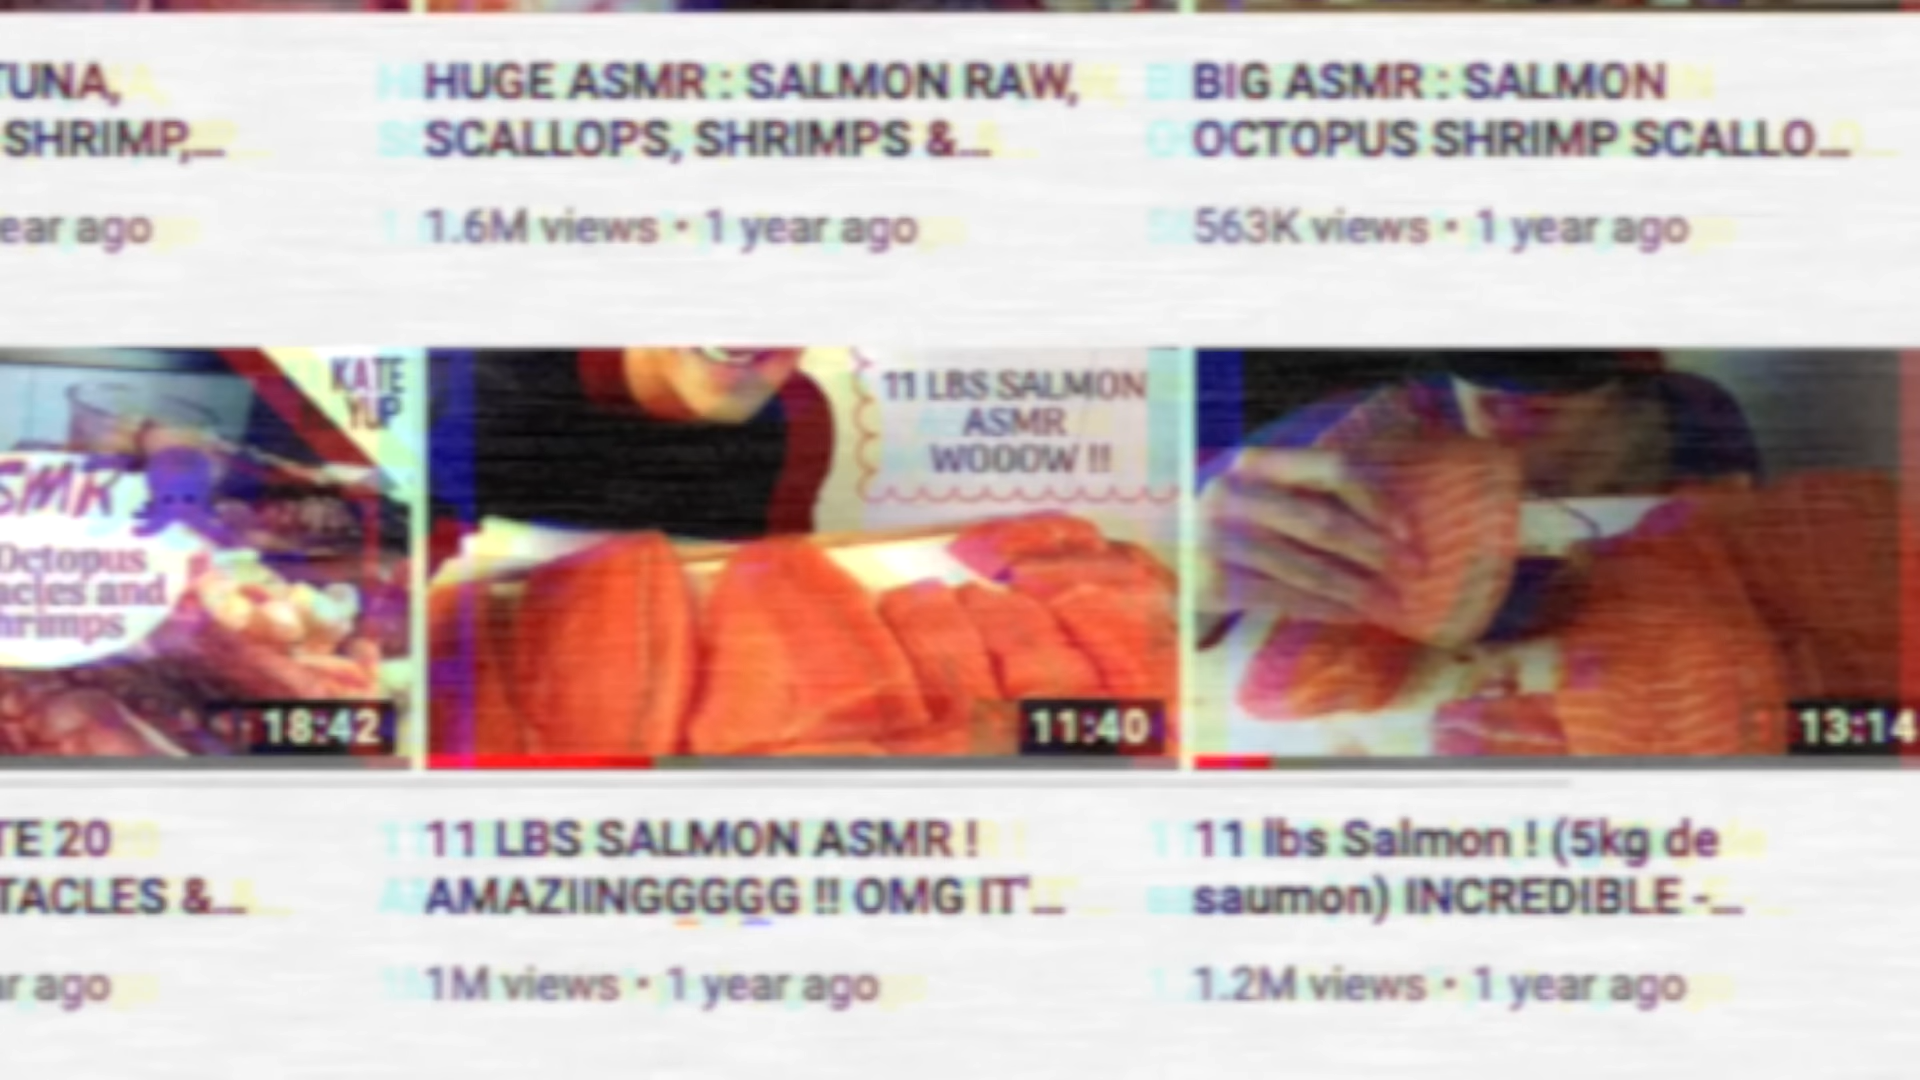 TUNA,
SHRIMP,...
HUGE ASMR : SALMON RAW,
SCALLOPS, SHRIMPS &...
BIG ASMR : SALMON
OCTOPUS SHRIMP SCALLO...
ear ago
1.6M views • 1 year ago
563K views • 1 year ago
KATE
YUP
SMR
Octopus
acles and
hrimps
18:42
11 LBS SALMON
ASMR
WOOOW !!
11:40
13:14
TE 20
TACLES &...
11 LBS SALMON ASMR !
AMAZIINGGGGG !! OMG IT'...
11 lbs Salmon ! (5kg de
saumon) INCREDIBLE -...
ar ago
1M views • 1 year ago
1.2M views • 1 year ago